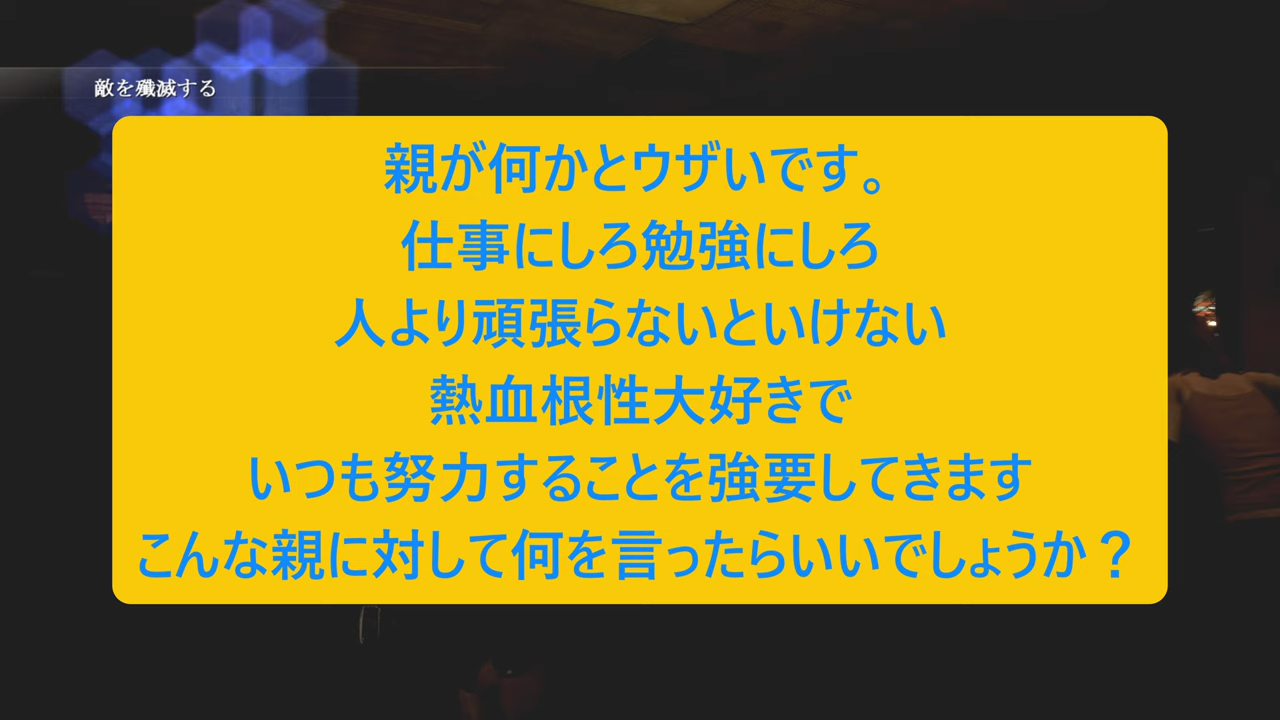 敵を殲滅する
親が何かとウザいです。
仕事にしろ勉強にしろ
人より頑張らないといけない
熱血根性大好きで
いつも努力することを強要してきます
こんな親に対して何を言ったらいいでしょうか？